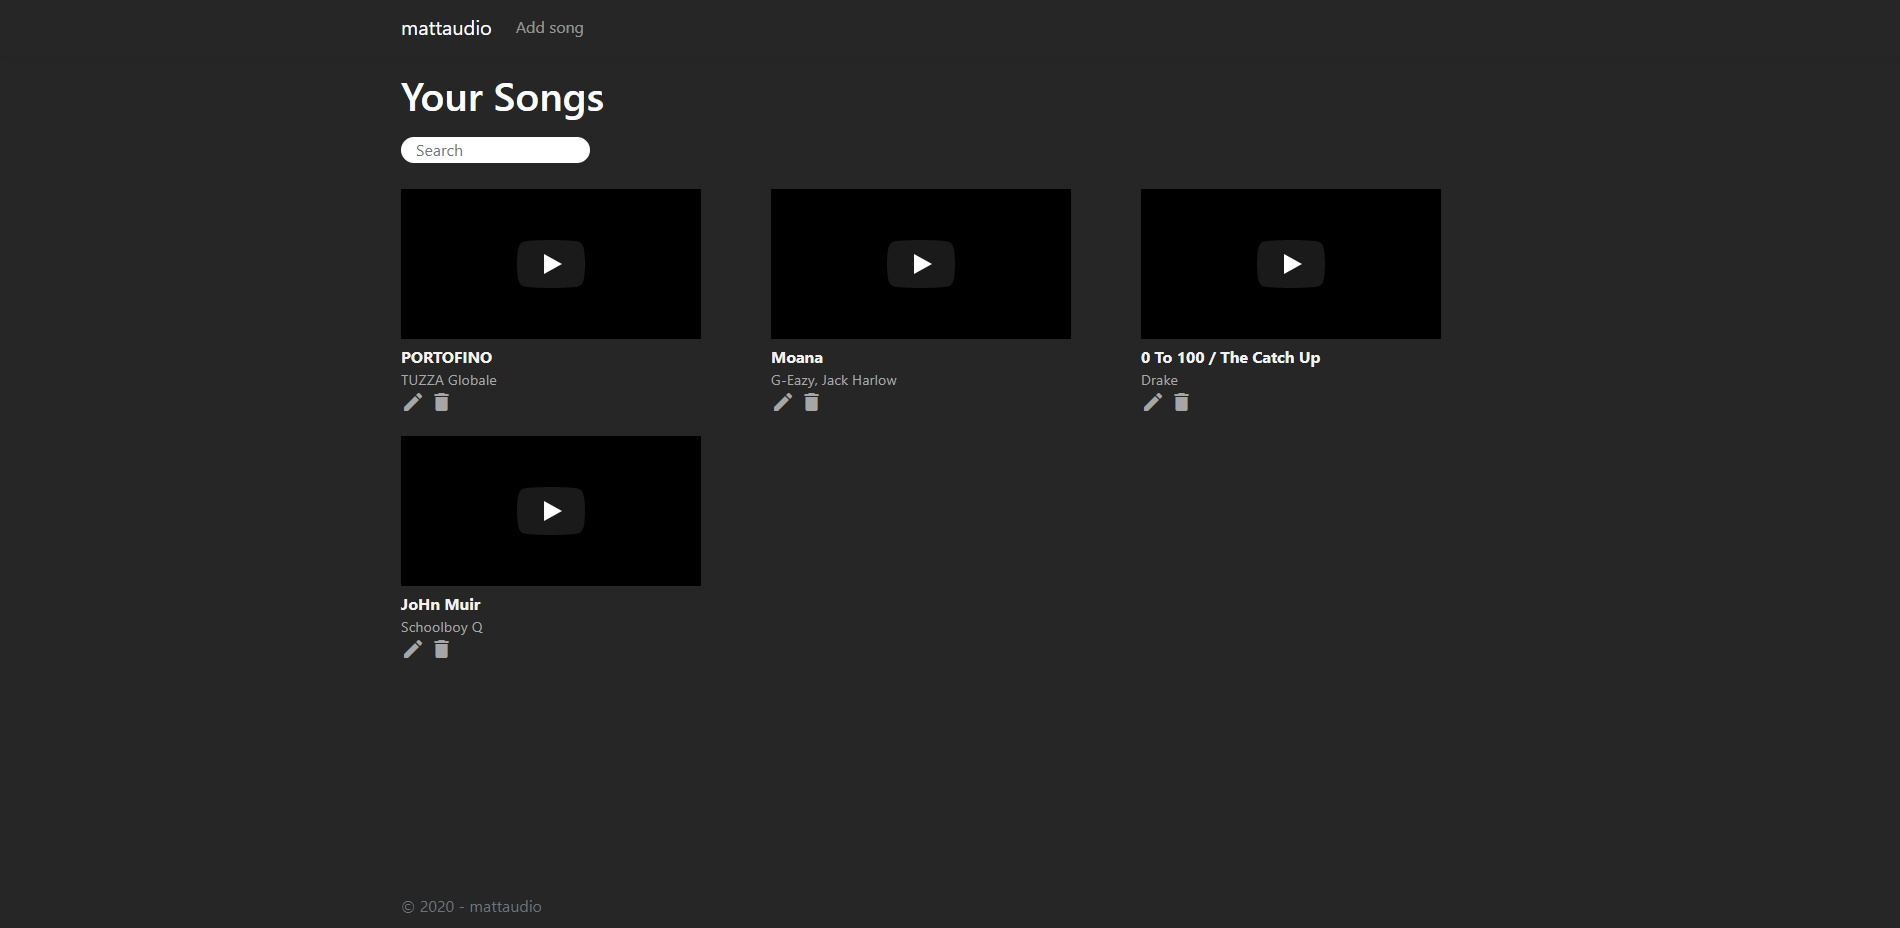 mattaudio Add song
Your Songs
Search
PORTOFINO
TUZZA Globale
Moana
G-Eazy, Jack Harlow
0 To 100 / The Catch Up
Drake
JoHn Muir
Schoolboy Q
© 2020 - mattaudio